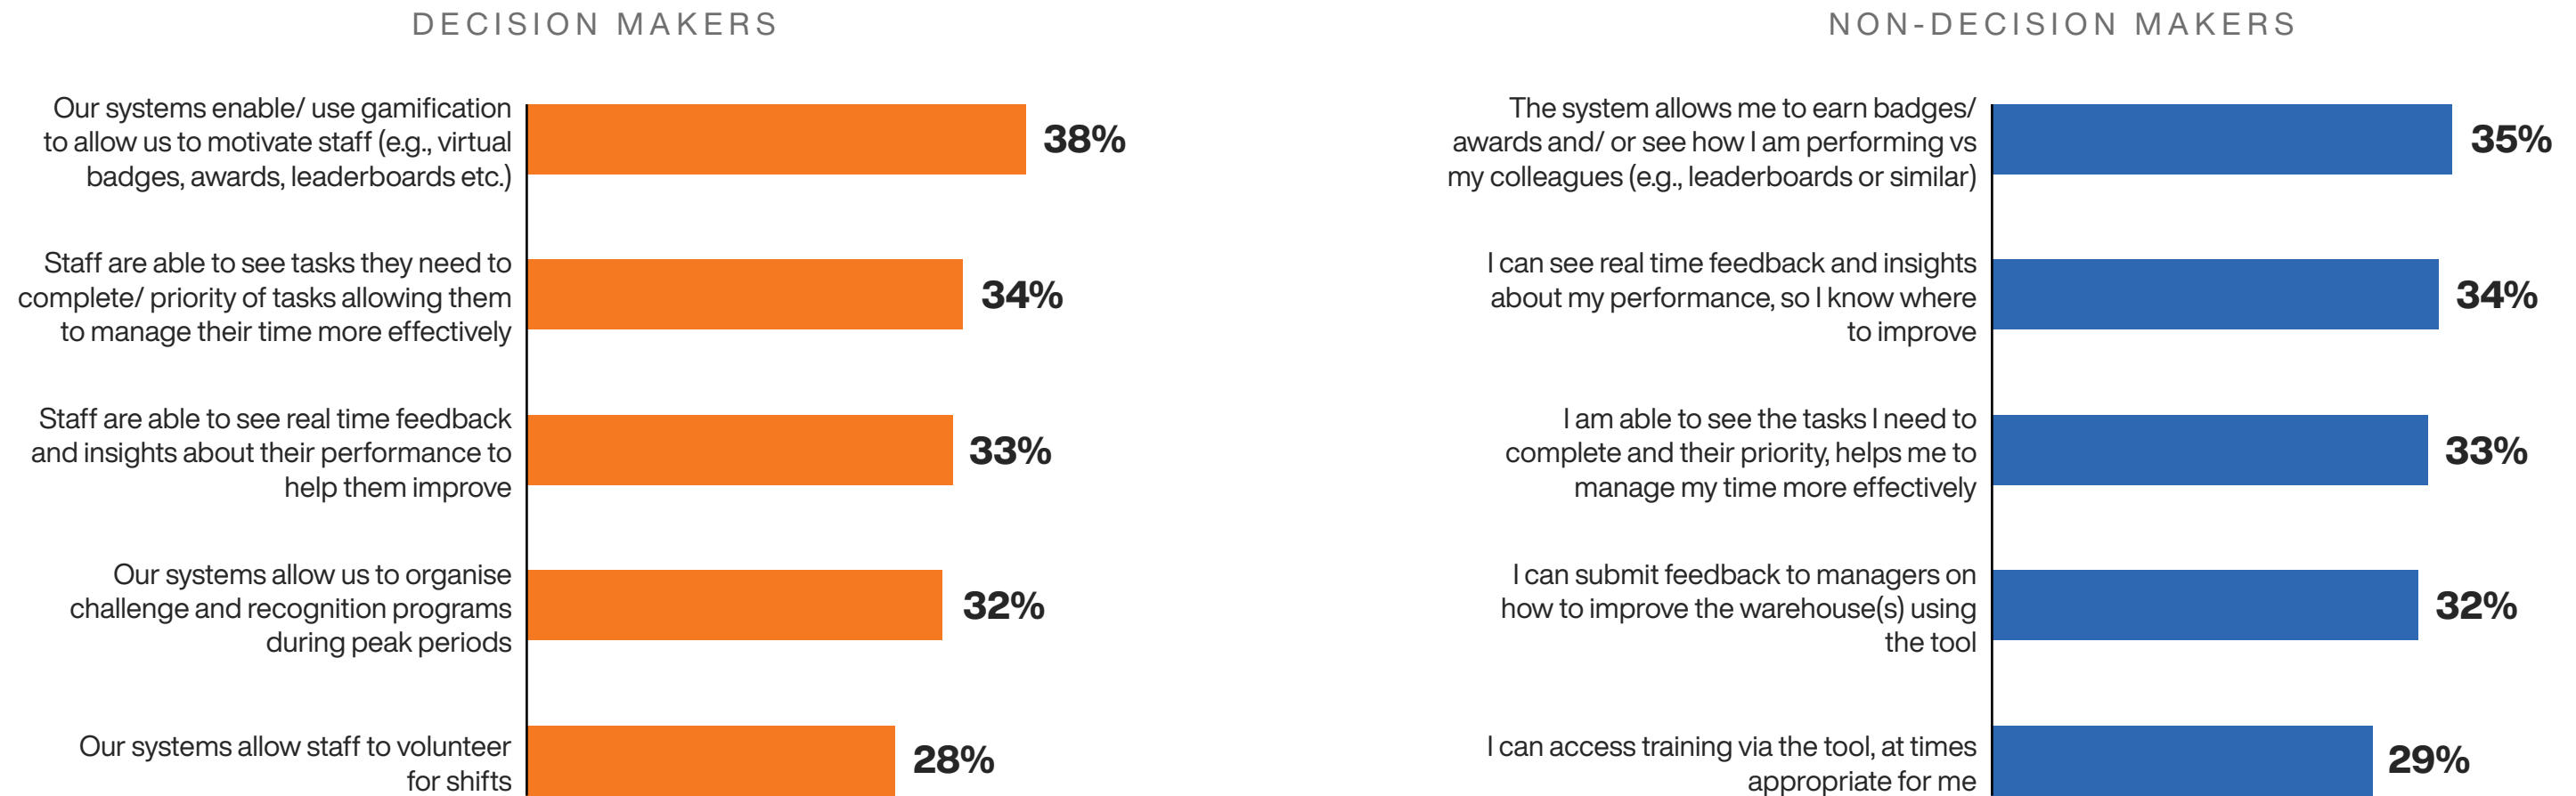 DECISION MAKERS
Our systems enable/ use gamification
to allow us to motivate staff (e.g., virtual
badges, awards, leaderboards etc.)
38%
Staff are able to see tasks they need to
complete/ priority of tasks allowing them
to manage their time more effectively
34%
Staff are able to see real time feedback
and insights about their performance to
help them improve
33%
Our systems allow us to organise
challenge and recognition programs
during peak periods
32%
Our systems allow staff to volunteer
for shifts
28%
NON-DECISION MAKERS
The system allows me to earn badges/
awards and/ or see how I am performing vs
my colleagues (e.g., leaderboards or similar)
35%
I can see real time feedback and insights
about my performance, so I know where
to improve
34%
I am able to see the tasks I need to
complete and their priority, helps me to
manage my time more effectively
33%
I can submit feedback to managers on
how to improve the warehouse(s) using
the tool
32%
I can access training via the tool, at times
appropriate for me
29%